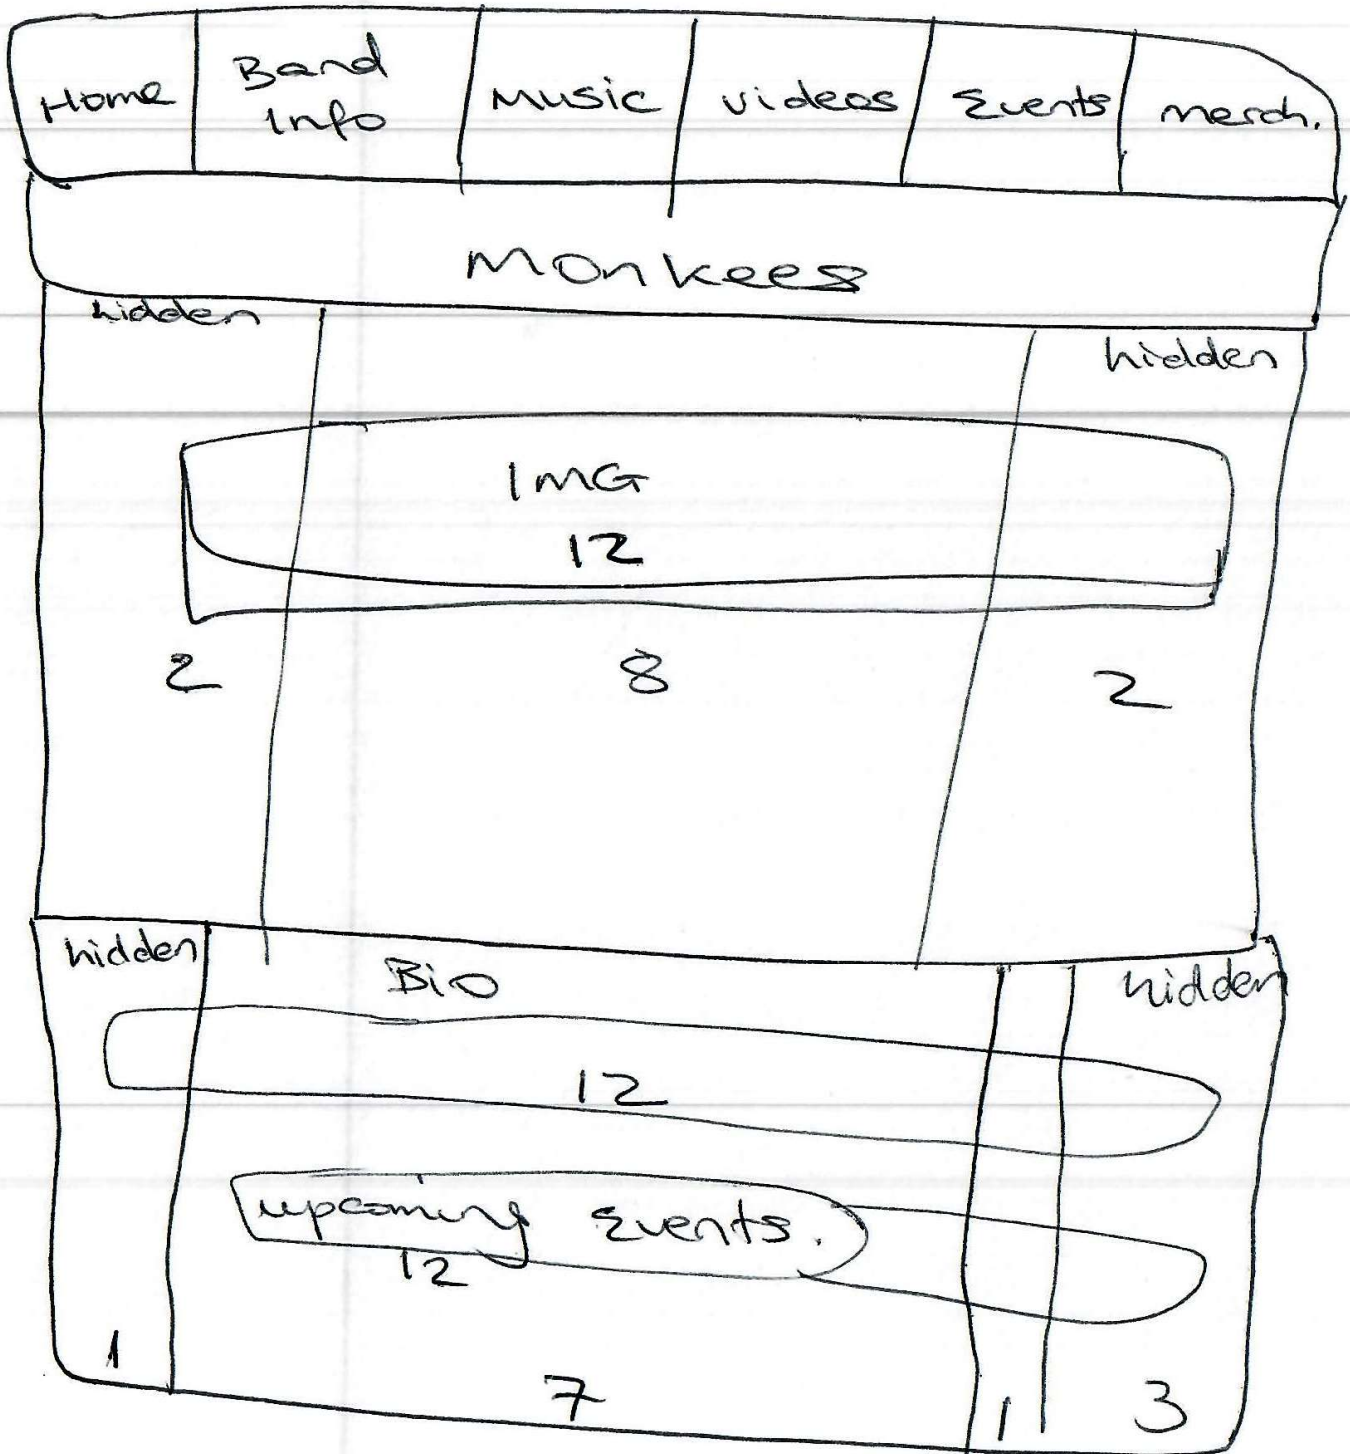 Home Band Info Music videos Events merch.
Monkees
hidden
hidden
IMG
12
2 8 2
hidden Bio hidden
12
upcoming Events.
12
1 7 1 3